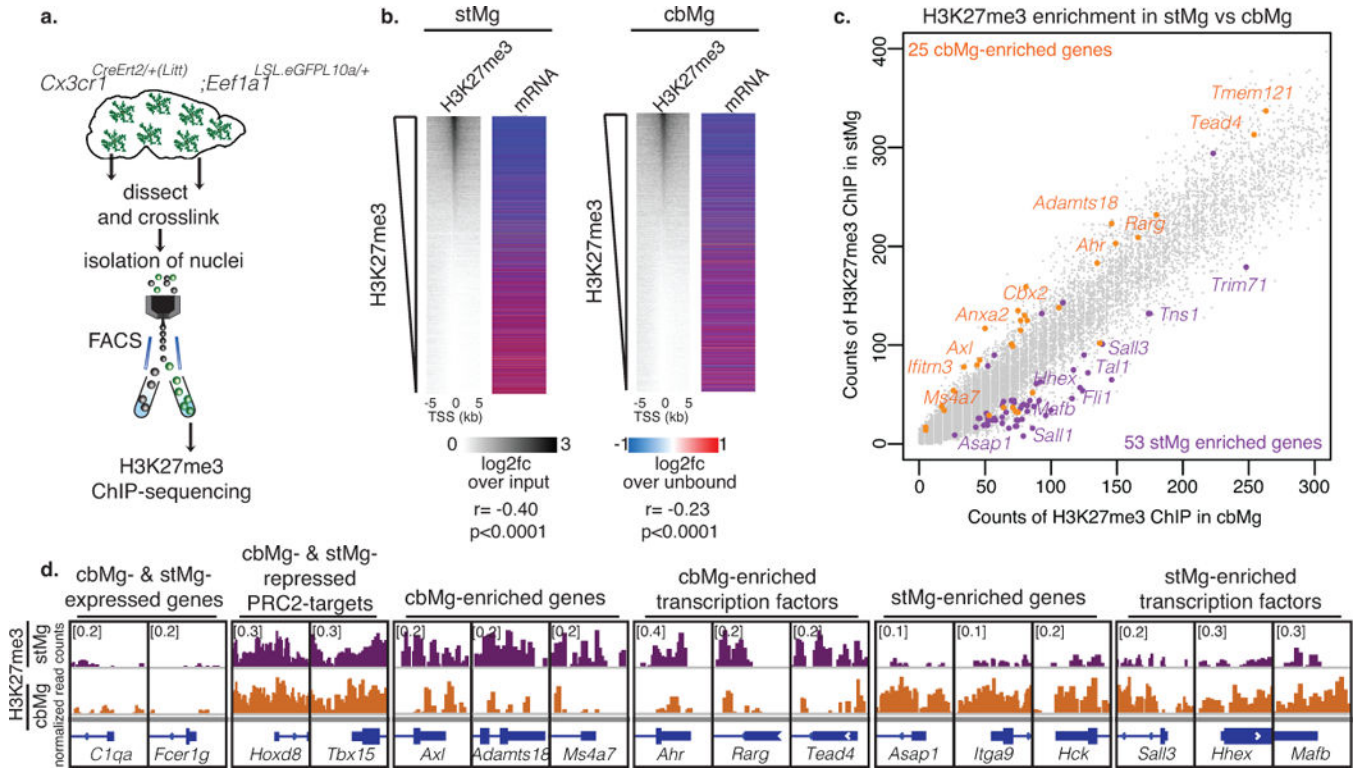 a.
Cx3cr1CreErt2/+(Litt) ;Eef1a1LSL.eGFPL10a/+
dissect
and crosslink
isolation of nuclei
FACS
H3K27me3
ChIP-sequencing
b.
stMg
cbMg
H3K27me3
mRNA
H3K27me3
mRNA
H3K27me3
H3K27me3
-5 0 5
TSS (kb)
-5 0 5
TSS (kb)
0 3
log2fc
over input
r= -0.40
p<0.0001
-1 1
log2fc
over unbound
r= -0.23
p<0.0001
c.
H3K27me3 enrichment in stMg vs cbMg
25 cbMg-enriched genes
Counts of H3K27me3 ChIP in stMg
400
300
200
100
0
Tmem121
Tead4
Adamts18
Rarg
Ahr
Cbx2
Trim71
Anxa2
Tns1
Axl
Sall3
Ifitm3
Tal1
Hhex
Ms4a7
Fli1
Mafb
Asap1
Sall1
53 stMg enriched genes
0 50 100 150 200 250 300
Counts of H3K27me3 ChIP in cbMg
d.
cbMg- & stMg-
expressed genes
cbMg- & stMg-
repressed
PRC2-targets
cbMg-enriched genes
cbMg-enriched
transcription factors
stMg-enriched genes
stMg-enriched
transcription factors
H3K27me3
stMg
cbMg
normalized read counts
[0.2] [0.2] [0.3] [0.3] [0.2] [0.2] [0.2] [0.4] [0.2] [0.2] [0.1] [0.1] [0.2] [0.2] [0.3] [0.3]
C1qa Fcer1g Hoxd8 Tbx15 Axl Adamts18 Ms4a7 Ahr Rarg Tead4 Asap1 Itga9 Hck Sall3 Hhex Mafb